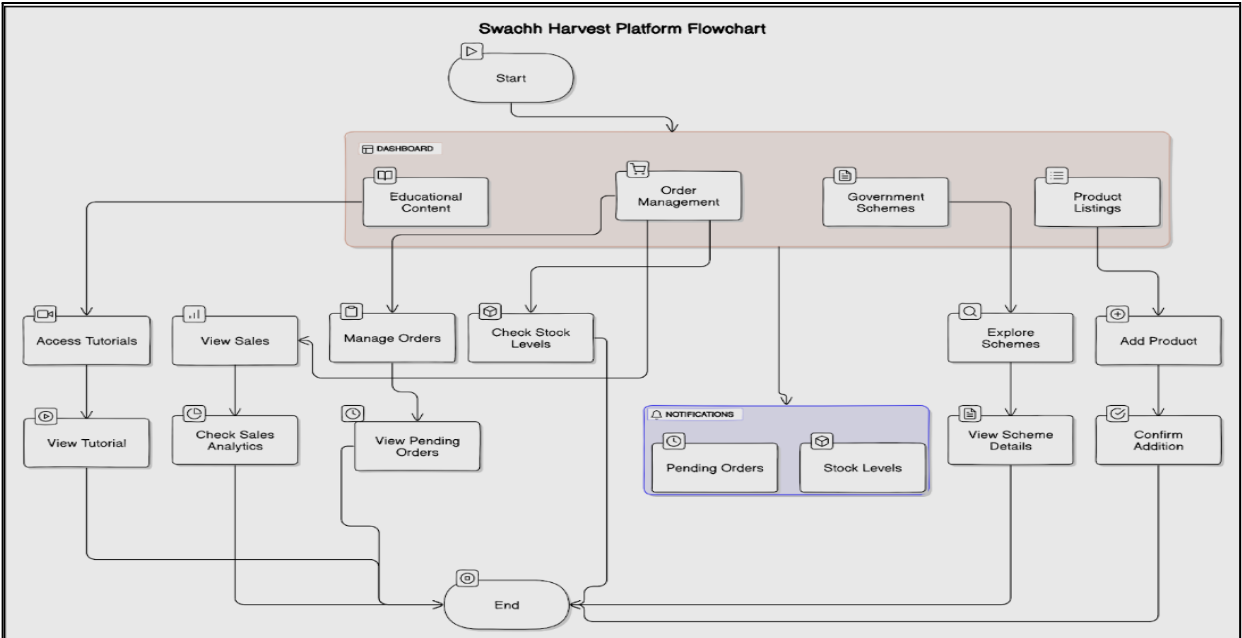 Swachh Harvest Platform Flowchart
Start
DASHBOARD
Educational
Content
Order
Management
Government
Schemes
Product
Listings
Access Tutorials
View Sales
Manage Orders
Check Stock
Levels
Explore
Schemes
Add Product
View Tutorial
Check Sales
Analytics
View Pending
Orders
NOTIFICATIONS
Pending Orders
Stock Levels
View Scheme
Details
Confirm
Addition
End